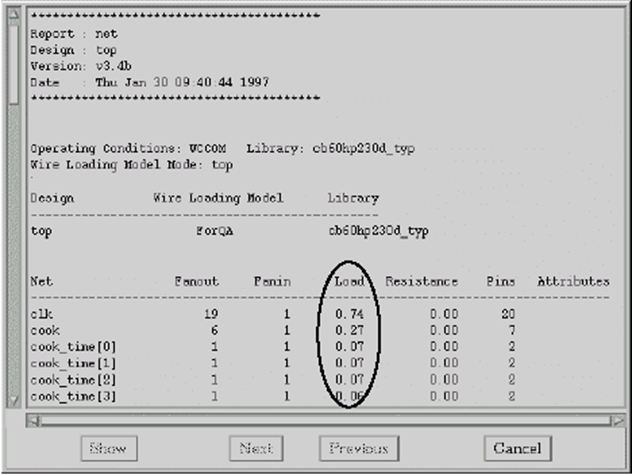 ****************************************
Report : net
Design : top
Version: v3.4b
Date : Thu Jan 30 09:40:44 1997
****************************************
Operating Conditions: WCCOM Library: cb60hp230d_typ
Wire Loading Model Mode: top
Design Wire Loading Model Library
------------------------------------------------
top ForQA cb60hp230d_typ
Net Fanout Fanin Load Resistance Pins Attributes
--------------------------------------------------------------------------------
clk 19 1 0.74 0.00 20
cook 6 1 0.27 0.00 7
cook_time[0] 1 1 0.07 0.00 2
cook_time[1] 1 1 0.07 0.00 2
cook_time[2] 1 1 0.07 0.00 2
cook_time[3] 1 1 0.06 0.00 2
Show Next Previous Cancel